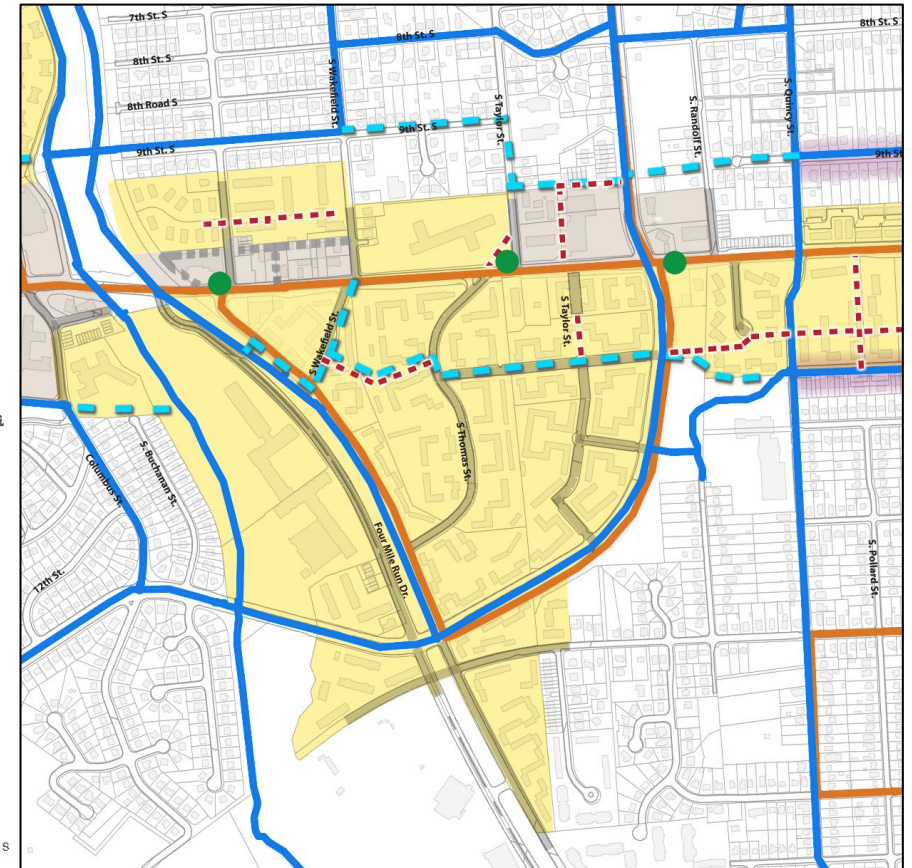 7th St. S
8th St. S
8th St. S
8th St. S
8th Road S
S Wakefield St.
S Taylor St.
S. Randolf St.
S. Quincy St.
9th St. S
9th St. S
9th St
S Wakefield St.
S Taylor St.
S Thomas St.
Columbus St.
S. Buchanan St.
12th St.
Four Mile Run Dr.
S. Pollard St.
S